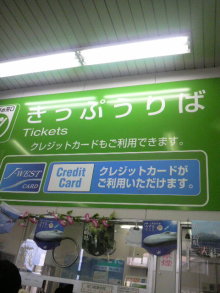 きっぷうりば
Tickets
クレジットカードもご利用できます。
WEST
CARD
Credit
Card
クレジットカードが
ご利用いただけます。